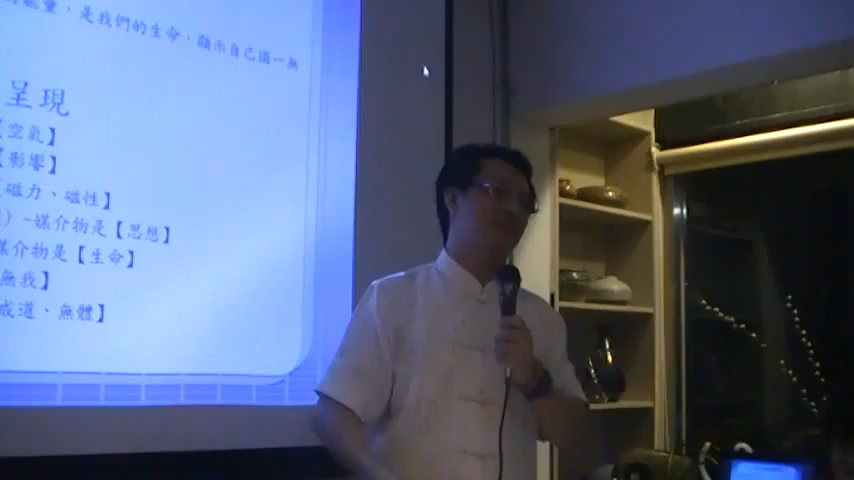 能量，是我們的生命，顯示自己獨一無
呈現
【空氣】
【影響】
【磁力、磁性】
）-媒介物是【思想】
媒介物是【生命】
無我】
成道、無體】